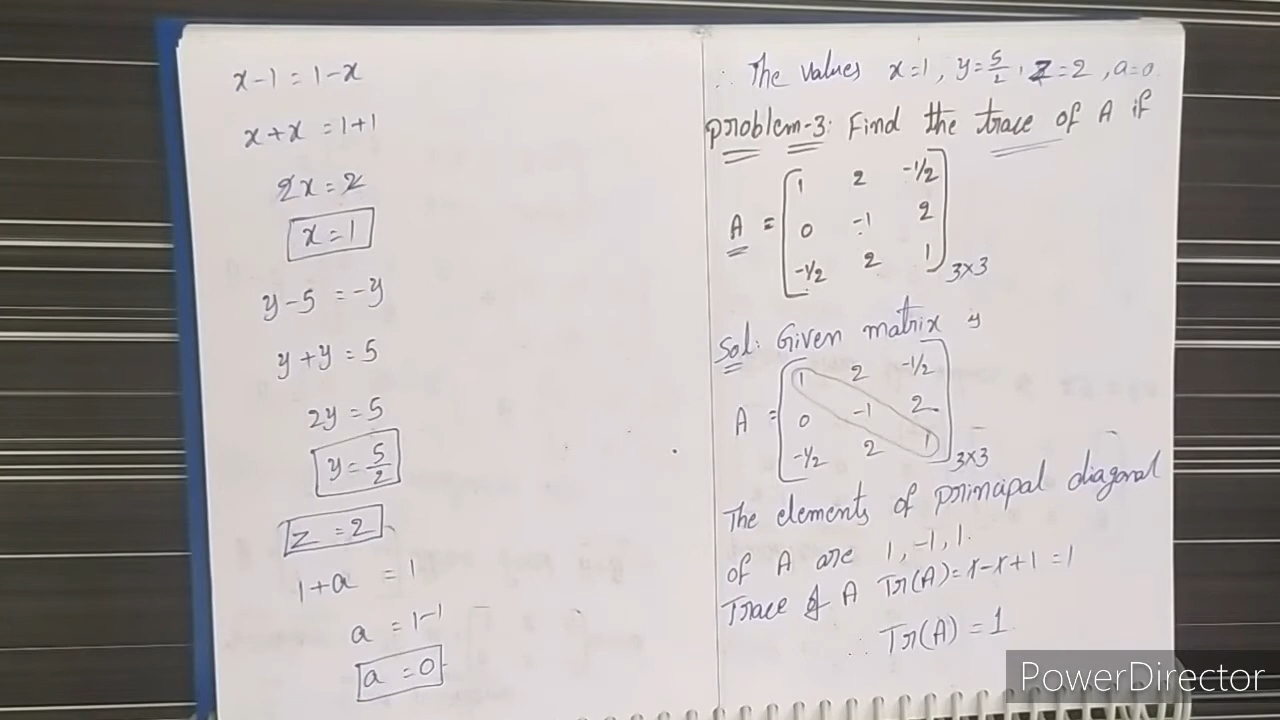 x-1 = 1-x
x+x = 1+1
2x = 2
x = 1
y-5 = -y
y+y = 5
2y = 5
y = 5/2
z = 2
1+a = 1
a = 1-1
a = 0
∴ The values x=1, y=5/2, z=2, a=0.
problem-3: Find the trace of A if
A = [1 2 -1/2
0 -1 2
-1/2 2 1] 3×3
Sol: Given matrix is
A = [1 2 -1/2
0 -1 2
-1/2 2 1] 3×3
The elements of principal diagonal
of A are 1, -1, 1.
Trace of A Tr(A) = 1-1+1 = 1
∴ Tr(A) = 1.
PowerDirector